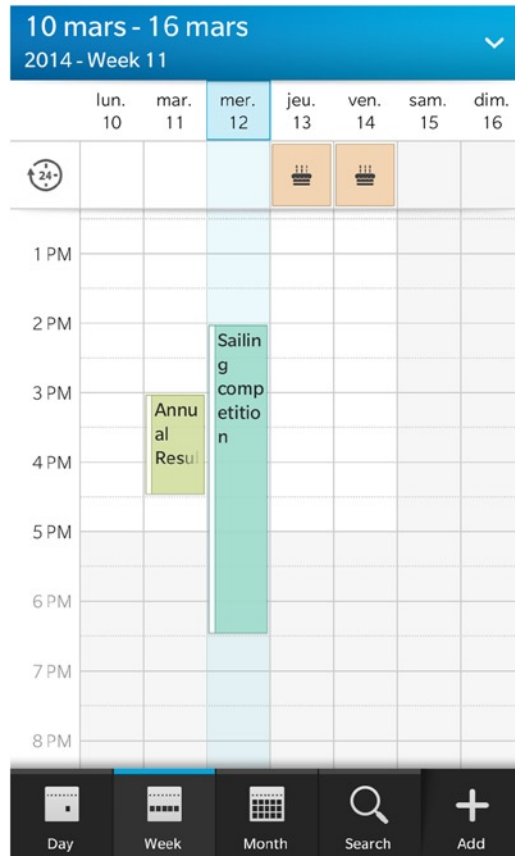 10 mars - 16 mars
2014 - Week 11
lun. mar. mer. jeu. ven. sam. dim.
10 11 12 13 14 15 16
24
1 PM
2 PM
Sailin
g
comp
etitio
n
3 PM
Annu
al
Resul
4 PM
5 PM
6 PM
7 PM
8 PM
Day Week Month Search Add